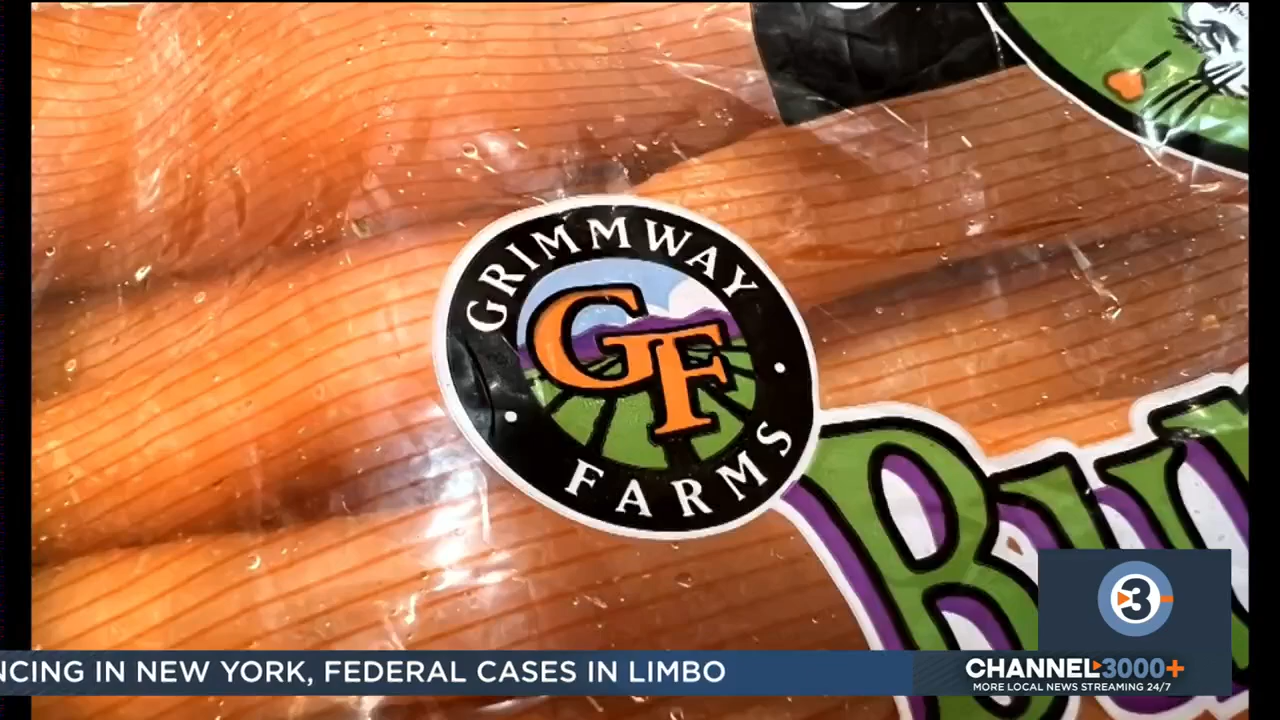 GRIMMWAY
GF
FARMS
NCING IN NEW YORK, FEDERAL CASES IN LIMBO
3
CHANNEL3000+
MORE LOCAL NEWS STREAMING 24/7